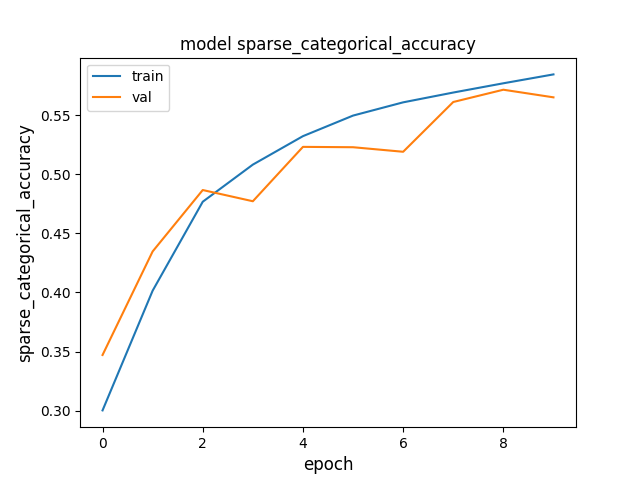 model sparse_categorical_accuracy
train
val
sparse_categorical_accuracy
0.55
0.50
0.45
0.40
0.35
0.30
0 2 4 6 8
epoch